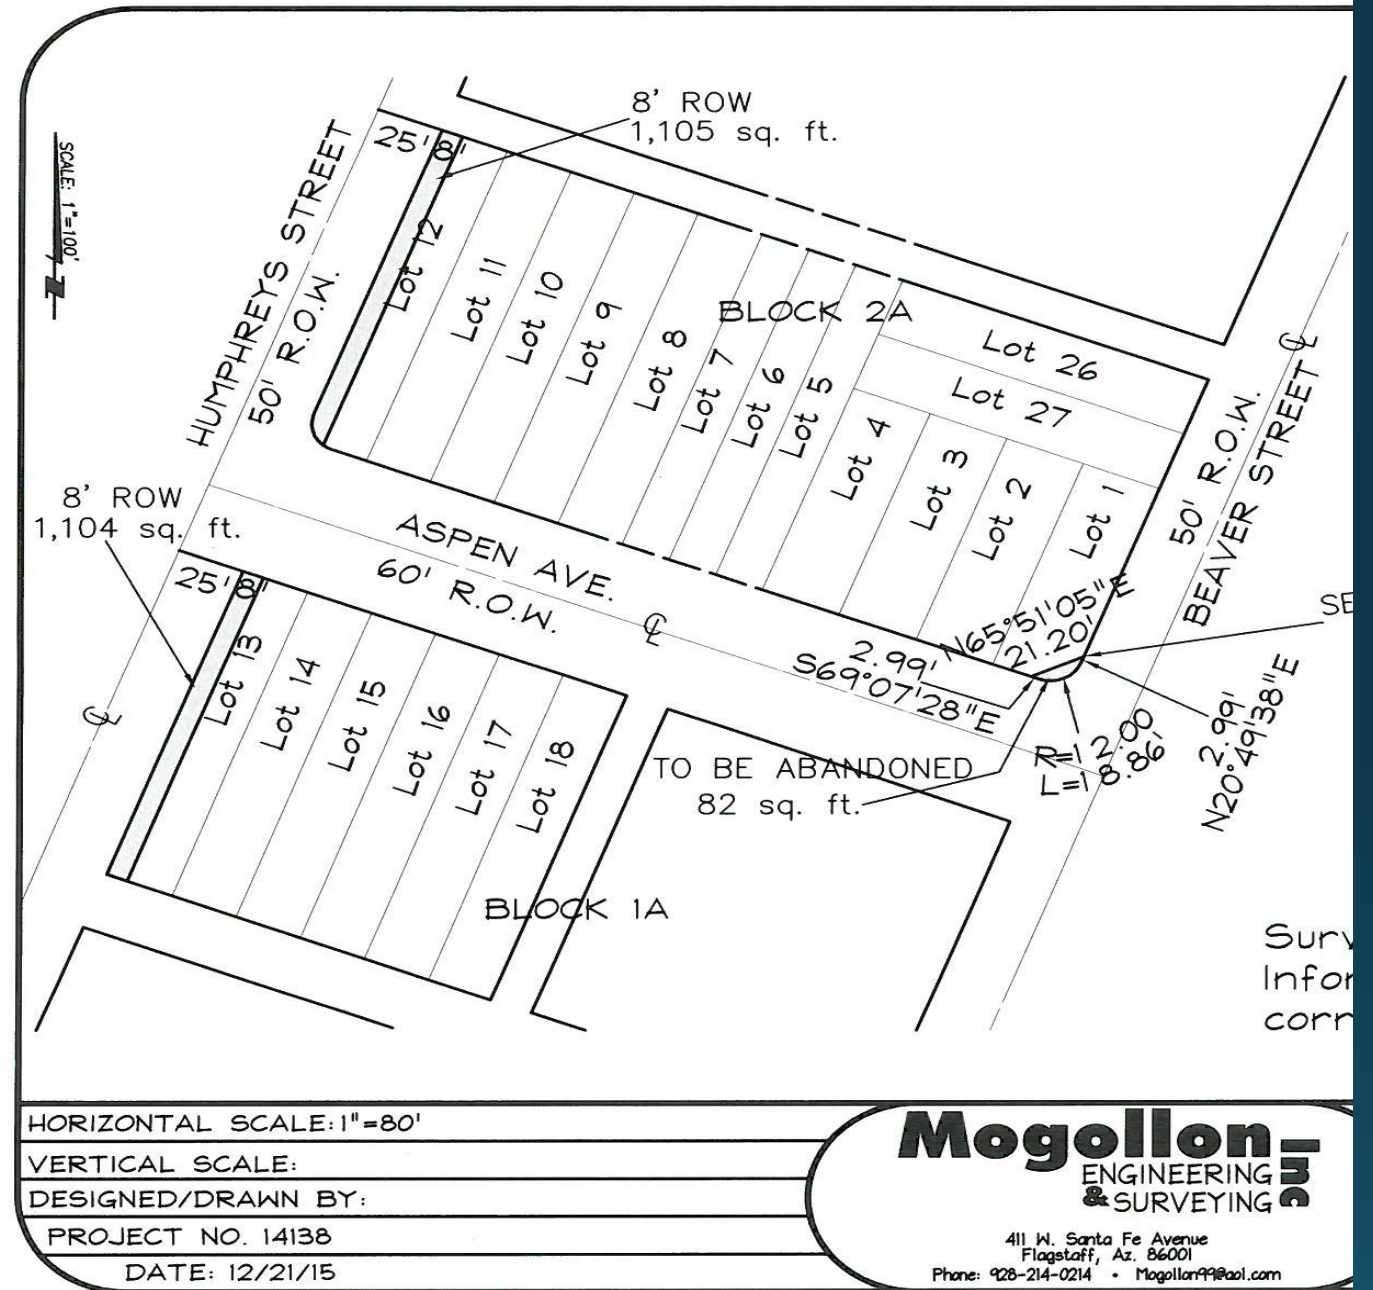 SCALE: 1"=100'
N
8' ROW
1,105 sq. ft.
25'
8'
HUMPHREYS STREET
50' R.O.W.
Lot 12
Lot 11
Lot 10
Lot 9
Lot 8
Lot 7
Lot 6
Lot 5
Lot 4
Lot 3
Lot 2
Lot 1
BLOCK 2A
Lot 26
Lot 27
50' R.O.W.
BEAVER STREET
8' ROW
1,104 sq. ft.
25'
8'
ASPEN AVE.
60' R.O.W.
Lot 13
Lot 14
Lot 15
Lot 16
Lot 17
Lot 18
BLOCK 1A
N65°51'05"E
21.20'
2.99'
S69°07'28"E
SE
2.99'
N20°49'38"E
R=12.00
L=18.86'
TO BE ABANDONED
82 sq. ft.
Surv
Infor
corr
HORIZONTAL SCALE:1"=80'
VERTICAL SCALE:
DESIGNED/DRAWN BY:
PROJECT NO. 14138
DATE: 12/21/15
Mogollon Inc
ENGINEERING
& SURVEYING
411 W. Santa Fe Avenue
Flagstaff, Az. 86001
Phone: 928-214-0214 • Mogollon99@aol.com